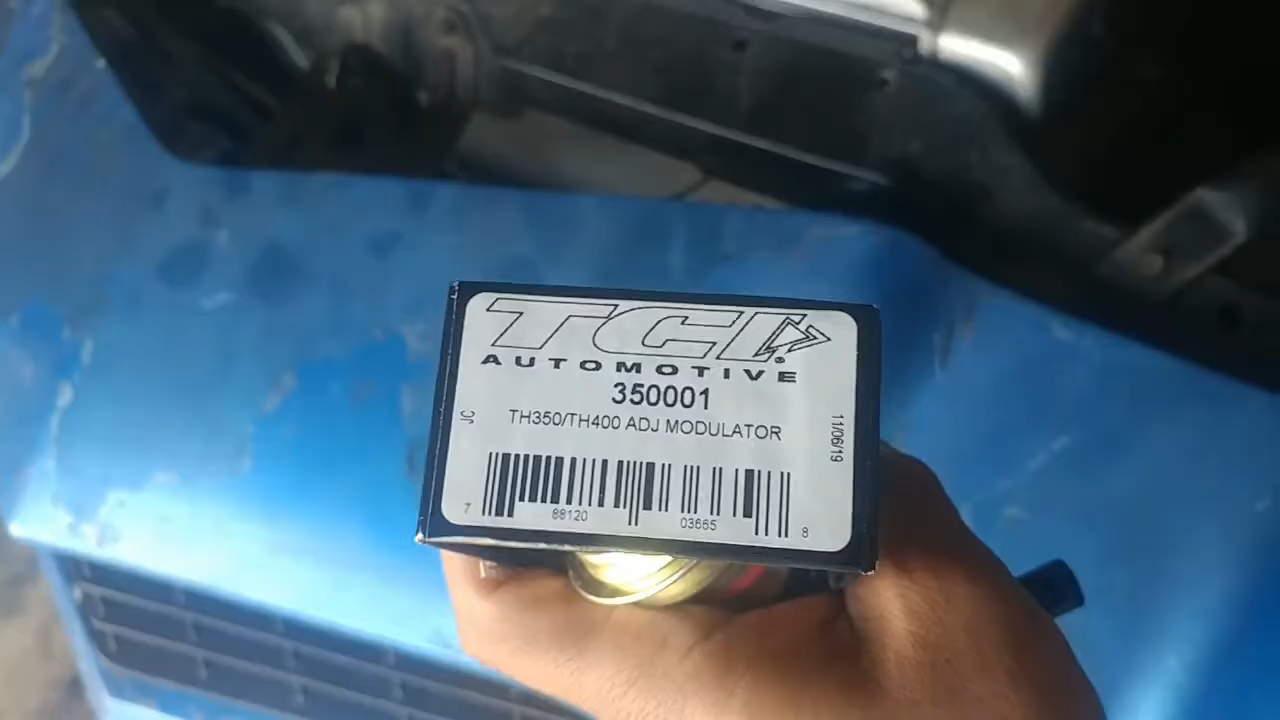 TCI®
AUTOMOTIVE
350001
TH350/TH400 ADJ MODULATOR
JC
11/06/19
7 88120 03665 8